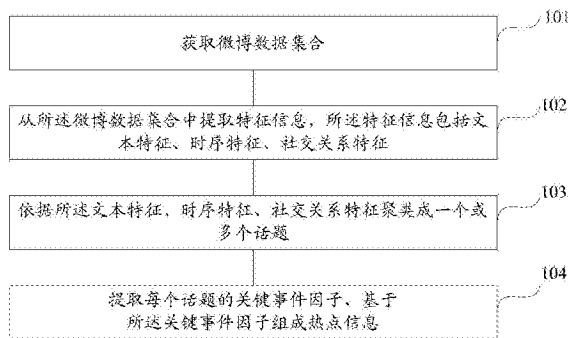 101
获取微博数据集合
102
从所述微博数据集合中提取特征信息，所述特征信息包括文
本特征、时序特征、社交关系特征
103
依据所述文本特征、时序特征、社交关系特征聚类成一个或
多个话题
104
提取每个话题的关键事件因子、基于
所述关键事件因子组成热点信息